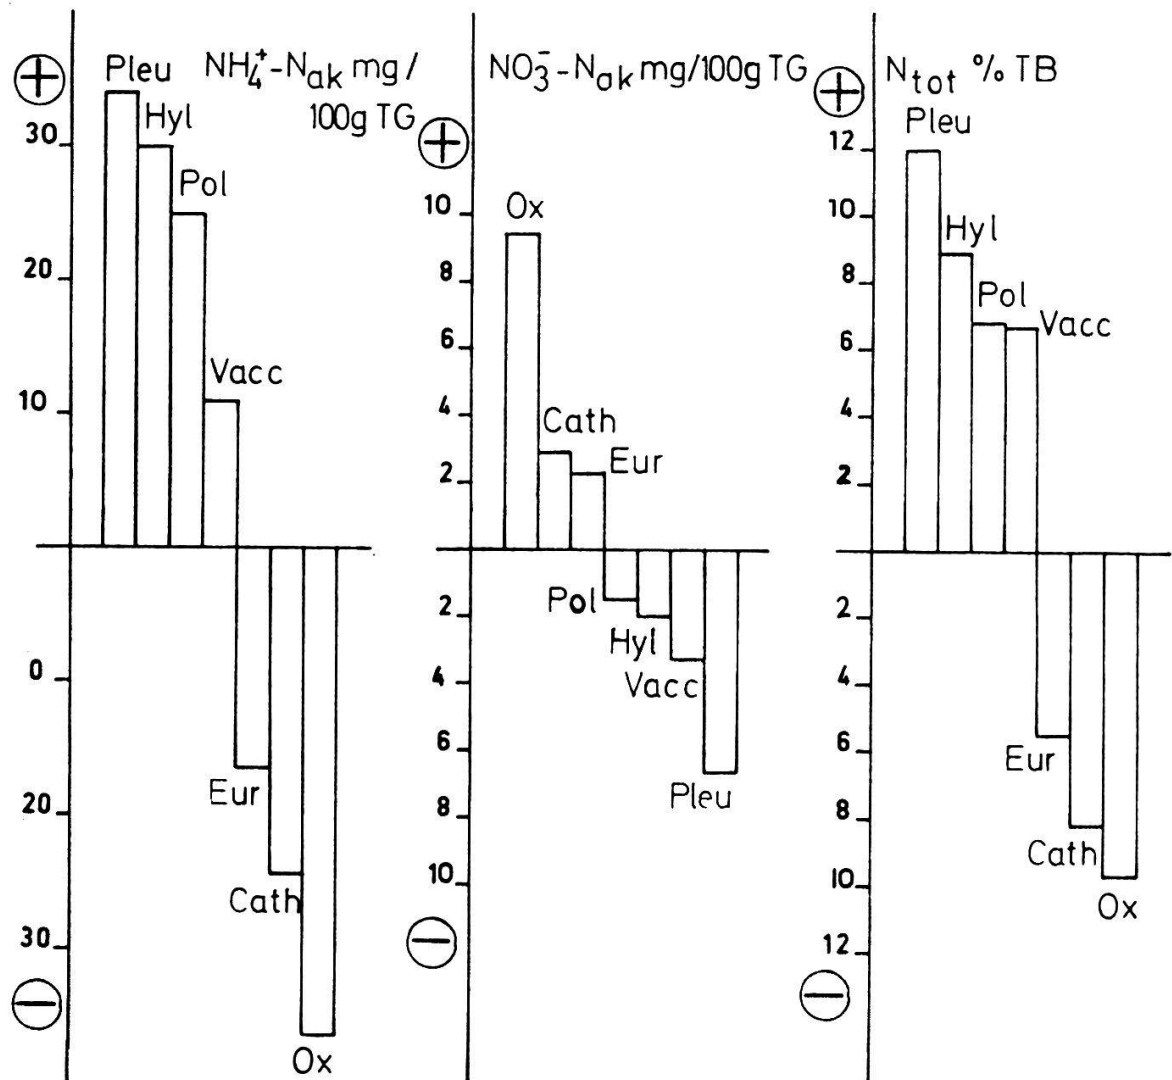 NH₄⁺-Nak mg/
100g TG
+
30
20
10
0
20
30
−
Pleu
Hyl
Pol
Vacc
Eur
Cath
Ox
NO₃⁻-Nak mg/100g TG
+
10
8
6
4
2
2
4
6
8
10
−
Ox
Cath
Eur
Pol
Hyl
Vacc
Pleu
Ntot % TB
+
12
10
8
6
4
2
2
4
6
8
10
12
−
Pleu
Hyl
Pol
Vacc
Eur
Cath
Ox